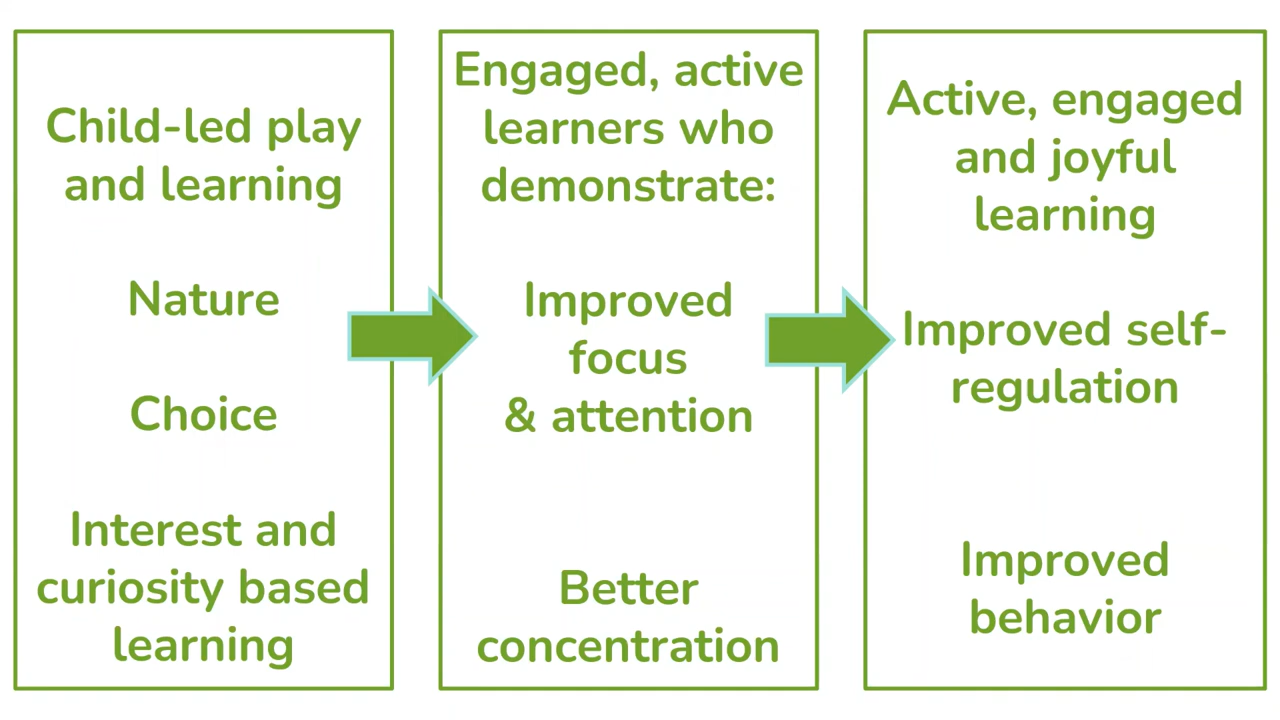 Child-led play
and learning
Nature
Choice
Interest and
curiosity based
learning
Engaged, active
learners who
demonstrate:
Improved
focus
& attention
Better
concentration
Active, engaged
and joyful
learning
Improved self-
regulation
Improved
behavior